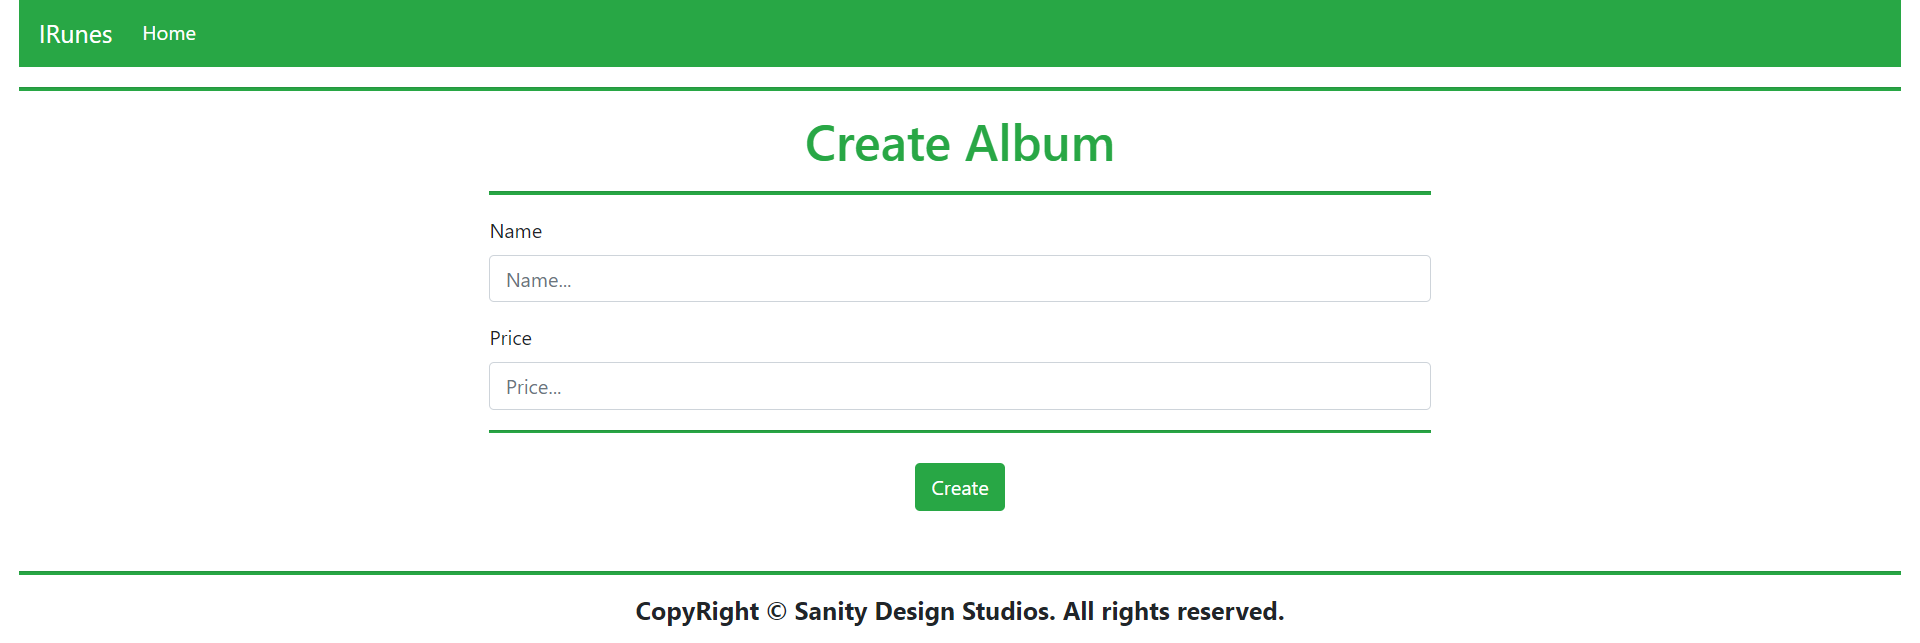 IRunes Home
Create Album
Name
Name...
Price
Price...
Create
CopyRight © Sanity Design Studios. All rights reserved.